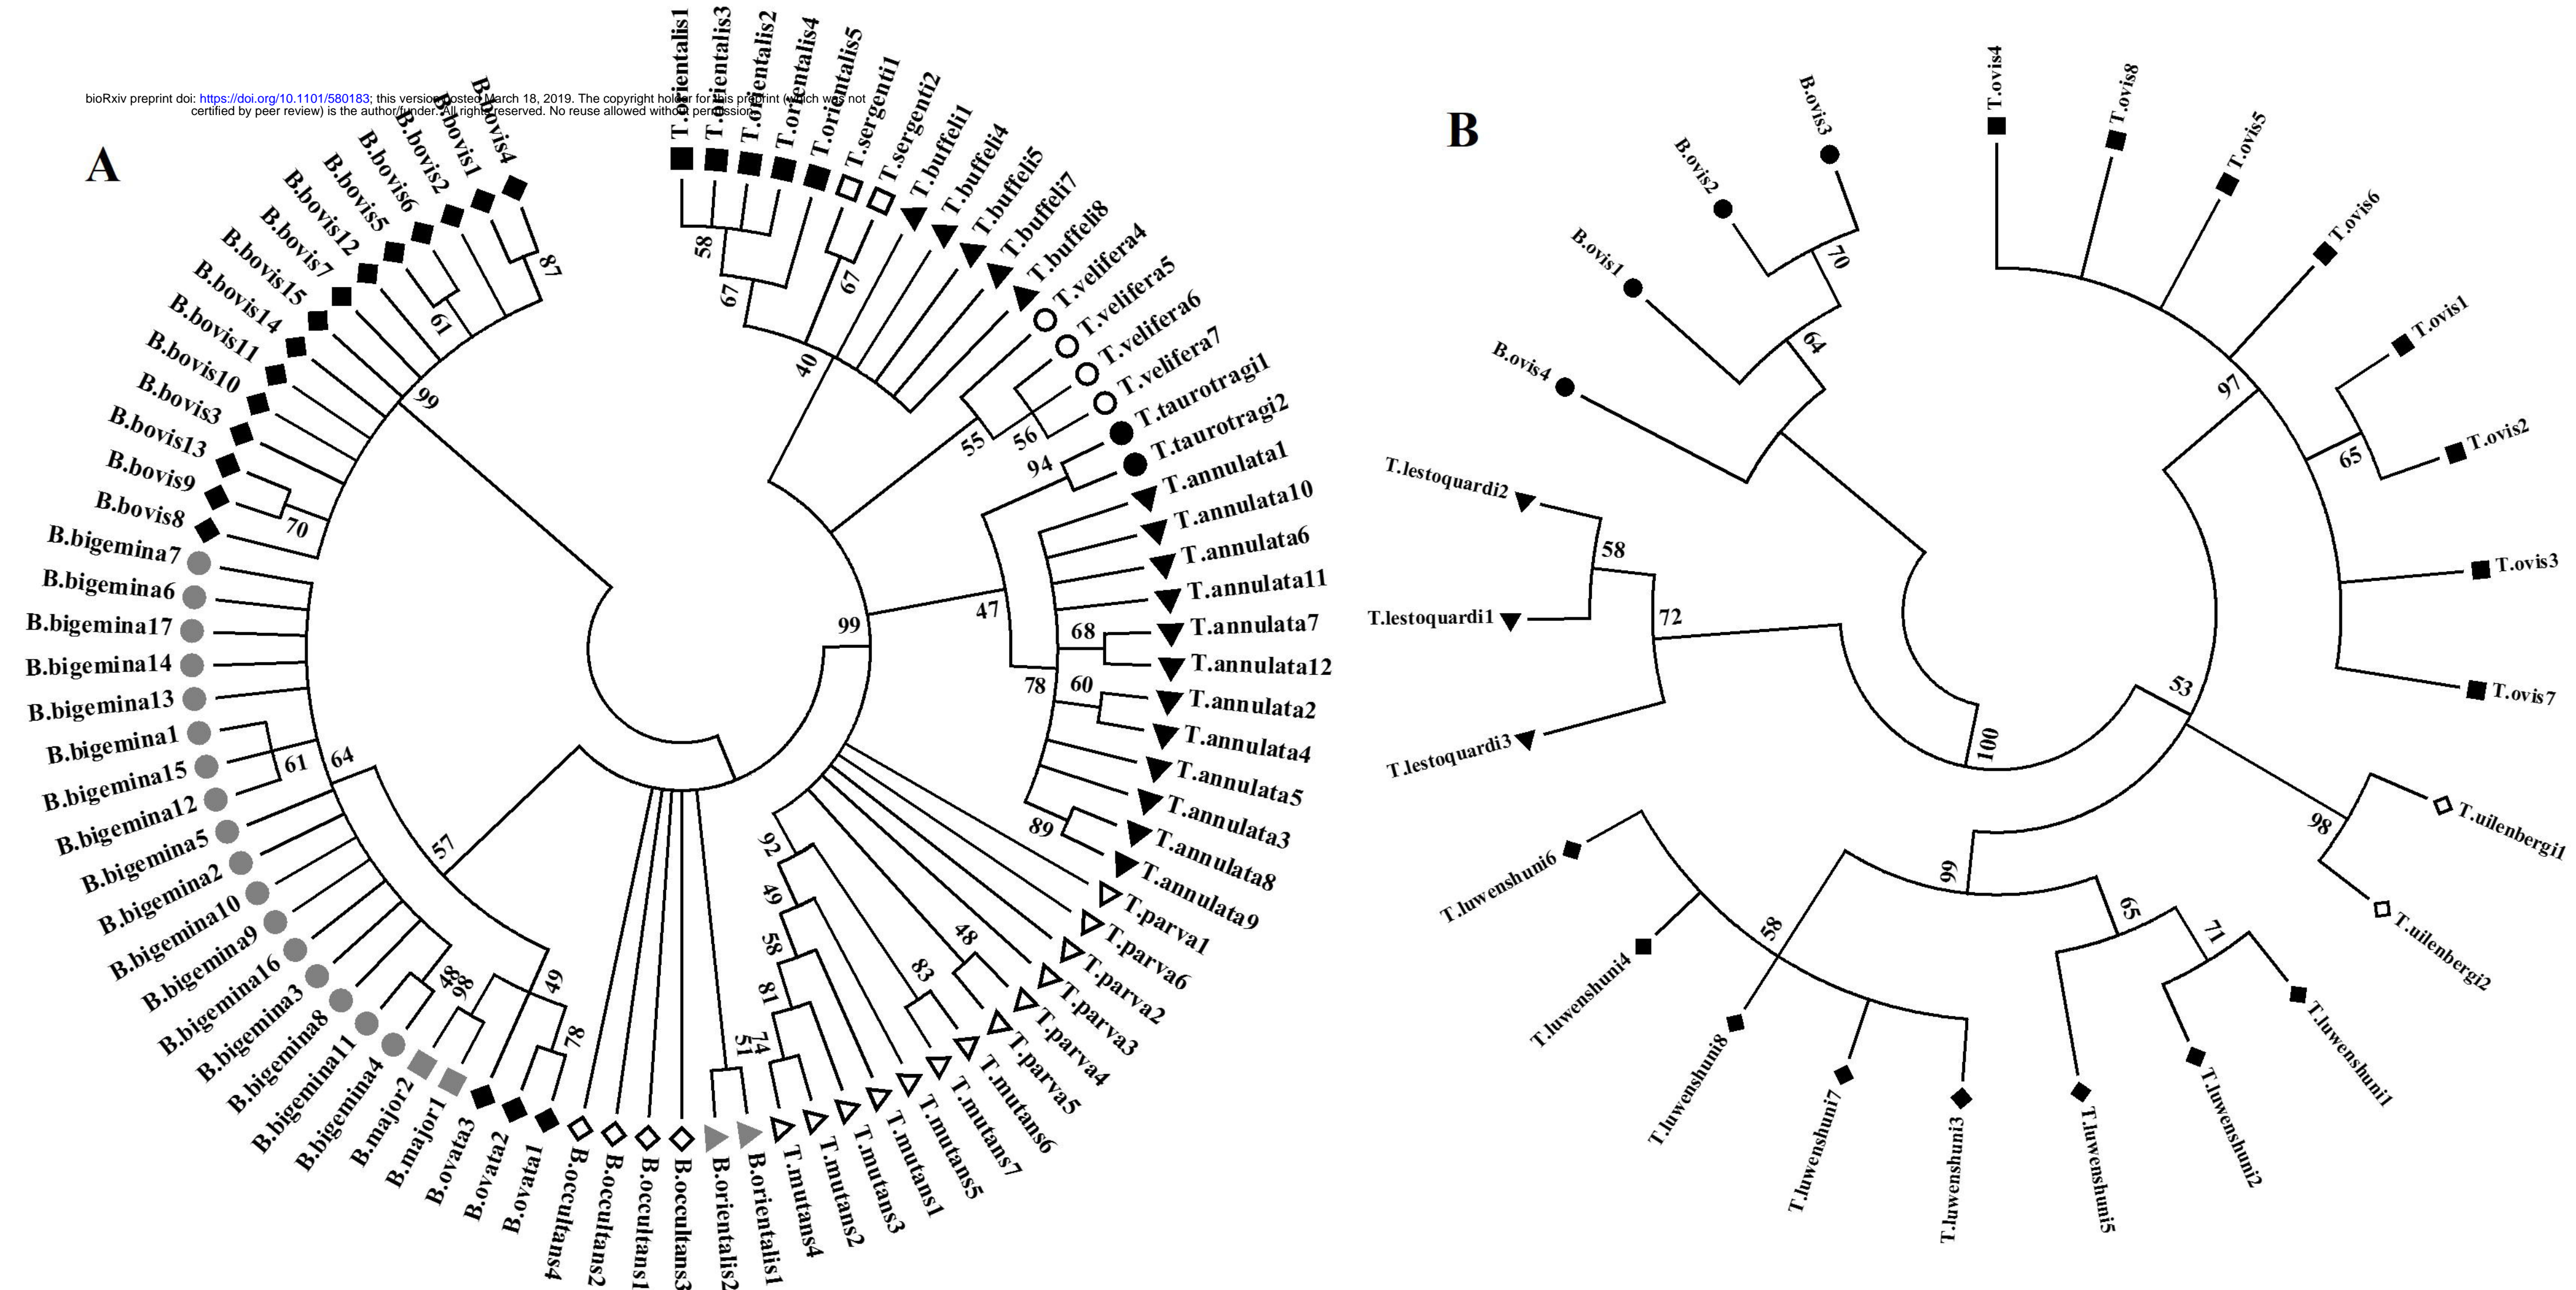 bioRxiv preprint doi: https://doi.org/10.1101/580183; this version posted March 18, 2019. The copyright holder for this preprint (which was not
certified by peer review) is the author/funder. All rights reserved. No reuse allowed without permission.
A
T.orientalis1
T.orientalis3
T.orientalis2
T.orientalis4
T.orientalis5
T.sergenti1
T.sergenti2
T.buffeli1
T.buffeli4
T.buffeli5
T.buffeli7
T.buffeli8
T.velifera4
T.velifera5
T.velifera6
T.velifera7
T.taurotragi1
T.taurotragi2
T.annulata1
T.annulata10
T.annulata6
T.annulata11
T.annulata7
T.annulata12
T.annulata2
T.annulata4
T.annulata5
T.annulata3
T.annulata8
T.annulata9
T.parva1
T.parva6
T.parva2
T.parva3
T.parva4
T.parva5
T.mutans6
T.mutans7
T.mutans5
T.mutans1
T.mutans3
T.mutans2
T.mutans4
B.orientalis1
B.orientalis2
B.occultans3
B.occultans1
B.occultans2
B.occultans4
B.ovata1
B.ovata2
B.ovata3
B.major1
B.major2
B.bigemina4
B.bigemina11
B.bigemina8
B.bigemina3
B.bigemina16
B.bigemina9
B.bigemina10
B.bigemina2
B.bigemina5
B.bigemina12
B.bigemina15
B.bigemina1
B.bigemina13
B.bigemina14
B.bigemina17
B.bigemina6
B.bigemina7
B.bovis8
B.bovis9
B.bovis13
B.bovis3
B.bovis10
B.bovis11
B.bovis14
B.bovis15
B.bovis7
B.bovis12
B.bovis5
B.bovis6
B.bovis2
B.bovis1
B.bovis4
58
67
67
40
55
56
94
47
99
78
68
60
89
48
83
92
49
58
81
74
51
78
49
98
48
57
64
61
70
99
61
87
B
T.ovis4
T.ovis8
T.ovis5
T.ovis6
T.ovis1
T.ovis2
T.ovis3
T.ovis7
T.uilenbergi1
T.uilenbergi2
T.luwenshuni1
T.luwenshuni2
T.luwenshuni5
T.luwenshuni3
T.luwenshuni7
T.luwenshuni8
T.luwenshuni4
T.luwenshuni6
T.lestoquardi3
T.lestoquardi1
T.lestoquardi2
B.ovis4
B.ovis1
B.ovis2
B.ovis3
97
65
53
98
71
65
99
58
100
72
58
64
70